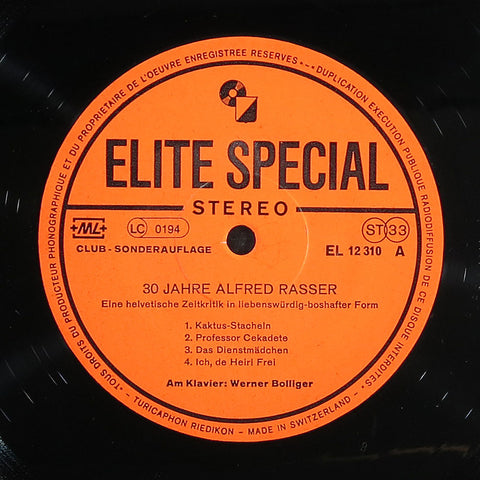 TOUS DROITS DU PRODUCTEUR PHONOGRAPHIQUE ET DU PROPRIETAIRE DE L'OEUVRE ENREGISTREE RESERVES • DUPLICATION EXECUTION PUBLIQUE RADIODIFFUSION DE CE DISQUE INTERDITES
ELITE SPECIAL
STEREO
+ML+
LC 0194
ST 33
CLUB - SONDERAUFLAGE
EL 12 310 A
30 JAHRE ALFRED RASSER
Eine helvetische Zeitkritik in liebenswürdig-boshafter Form
1. Kaktus-Stacheln
2. Professor Cekadete
3. Das Dienstmädchen
4. Ich, de Heiri Frei
Am Klavier: Werner Bolliger
TURICAPHON RIEDIKON - MADE IN SWITZERLAND